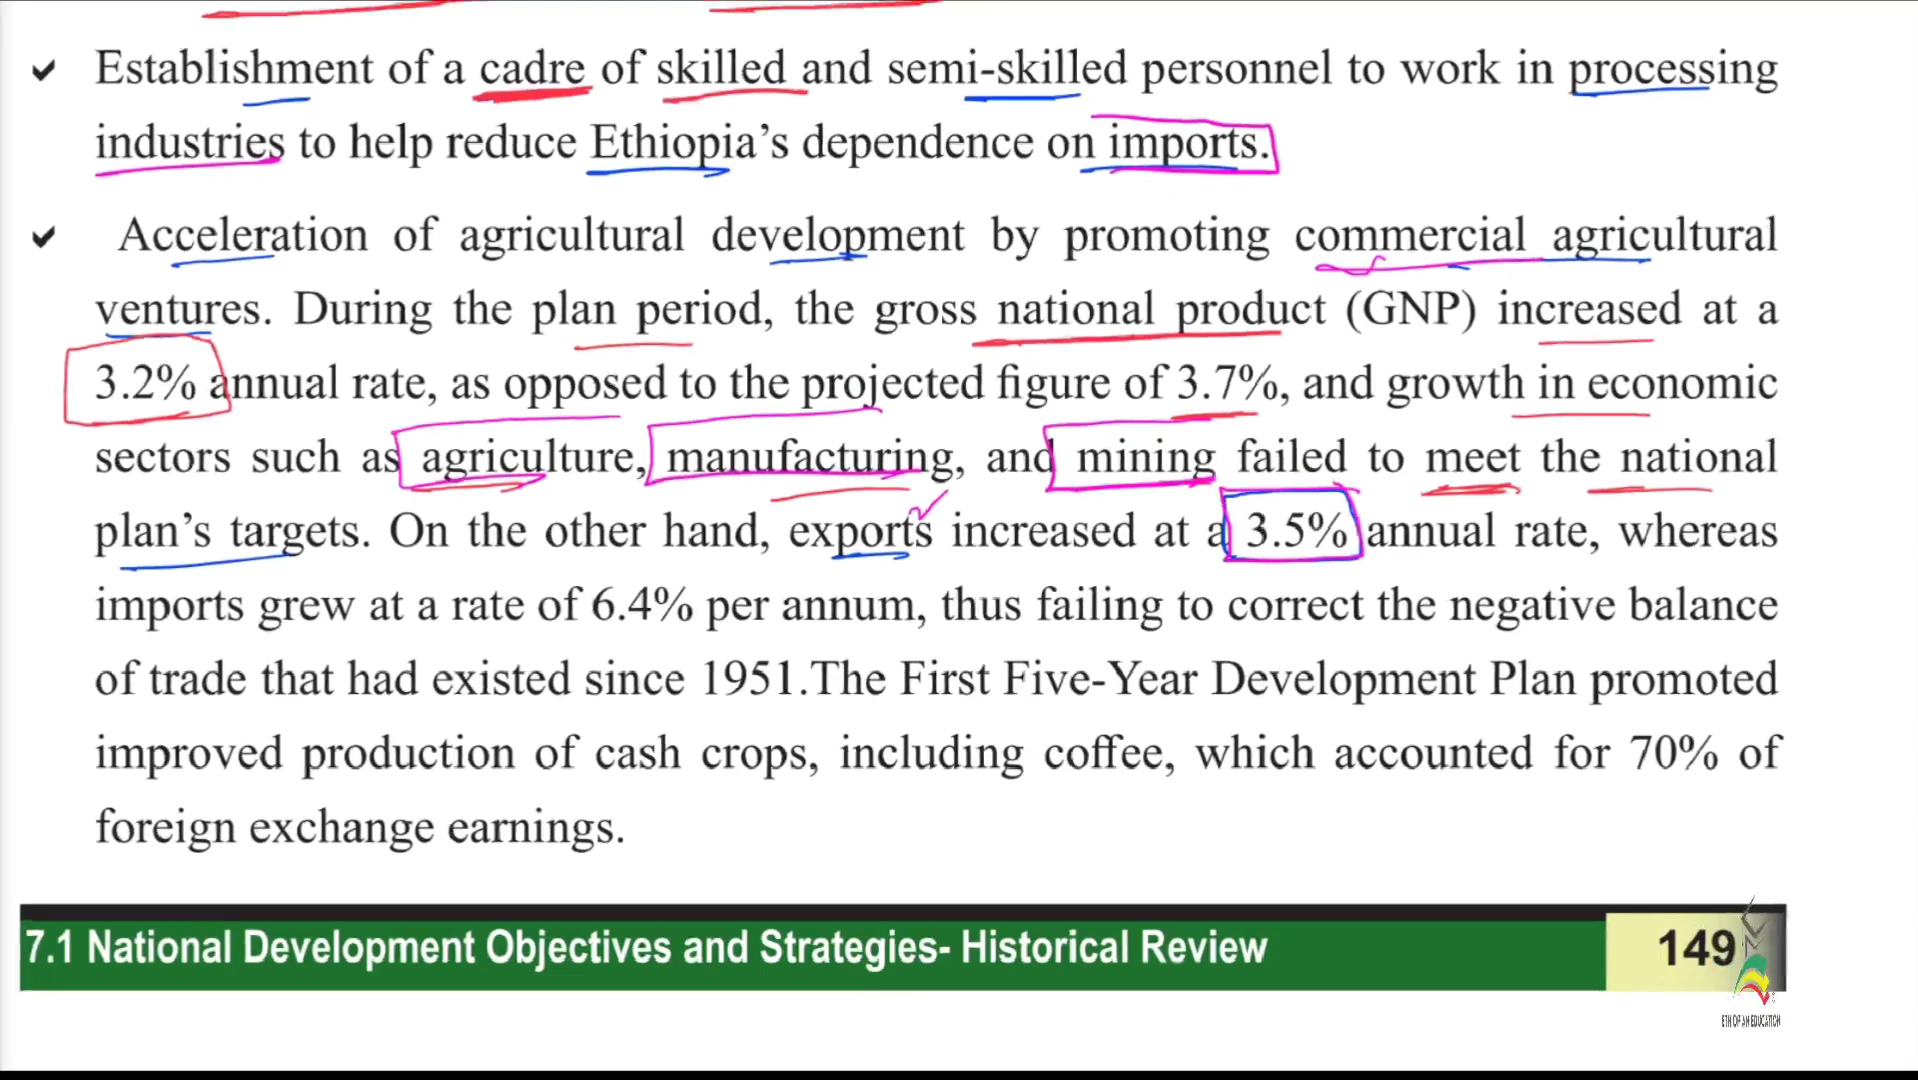 Establishment of a cadre of skilled and semi-skilled personnel to work in processing
industries to help reduce Ethiopia’s dependence on imports.
Acceleration of agricultural development by promoting commercial agricultural
ventures. During the plan period, the gross national product (GNP) increased at a
3.2% annual rate, as opposed to the projected figure of 3.7%, and growth in economic
sectors such as agriculture, manufacturing, and mining failed to meet the national
plan’s targets. On the other hand, exports increased at a 3.5% annual rate, whereas
imports grew at a rate of 6.4% per annum, thus failing to correct the negative balance
of trade that had existed since 1951.The First Five-Year Development Plan promoted
improved production of cash crops, including coffee, which accounted for 70% of
foreign exchange earnings.
7.1 National Development Objectives and Strategies- Historical Review 149
ETHIOPIAN EDUCATION